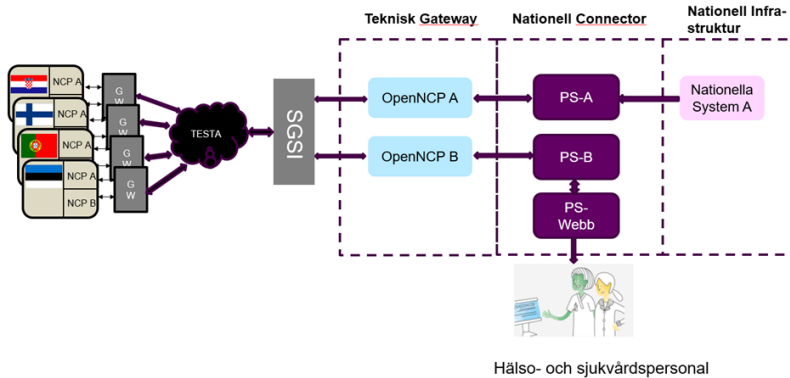 Teknisk Gateway
Nationell Connector
Nationell Infra-
struktur
NCP A
NCP A
NCP A
NCP A
NCP B
G
W
G
W
G
W
G
W
TESTA
SGSI
OpenNCP A
OpenNCP B
PS-A
PS-B
PS-
Webb
Nationella
System A
Hälso- och sjukvårdspersonal